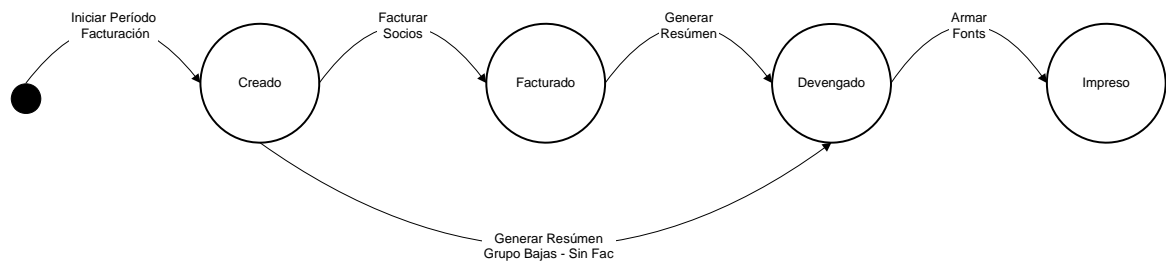 Iniciar Período
Facturación
Facturar
Socios
Generar
Resúmen
Armar
Fonts
Creado
Facturado
Devengado
Impreso
Generar Resúmen
Grupo Bajas - Sin Fac